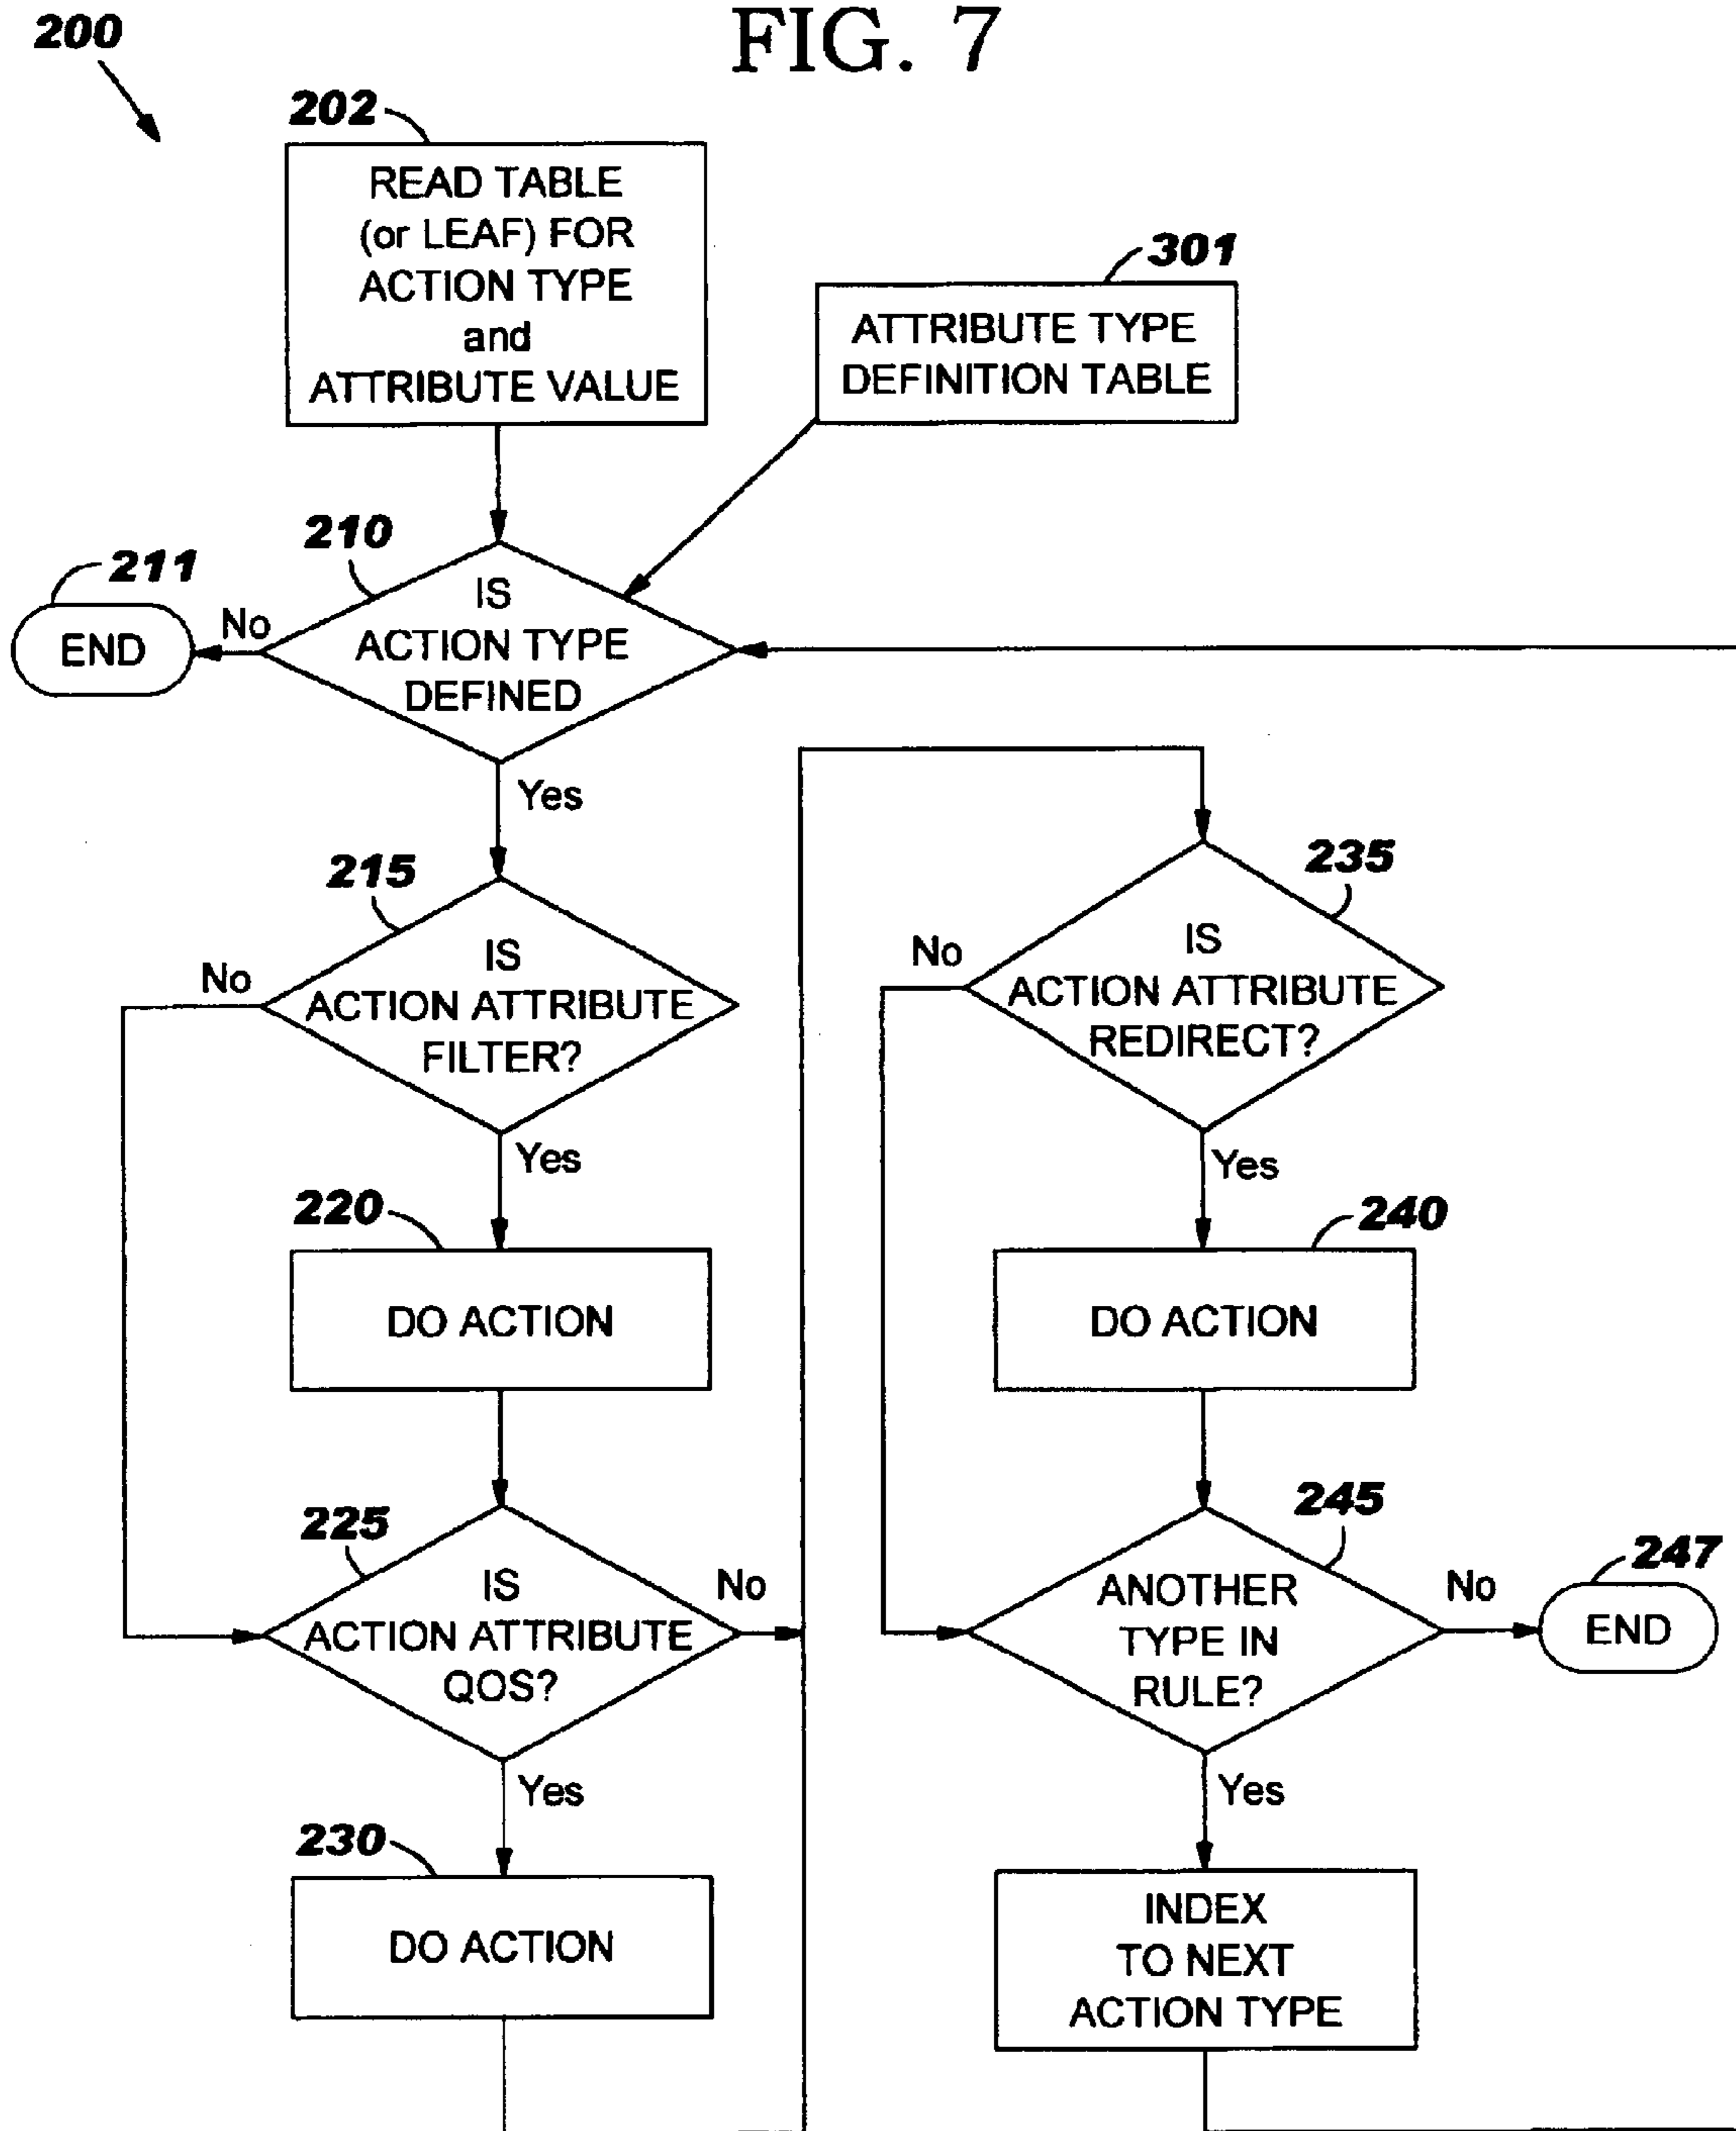 FIG. 7
200
202
READ TABLE
(or LEAF) FOR
ACTION TYPE
and
ATTRIBUTE VALUE
301
ATTRIBUTE TYPE
DEFINITION TABLE
210
IS
ACTION TYPE
DEFINED
No
211
END
Yes
215
IS
ACTION ATTRIBUTE
FILTER?
No
Yes
220
DO ACTION
225
IS
ACTION ATTRIBUTE
QOS?
No
Yes
230
DO ACTION
235
IS
ACTION ATTRIBUTE
REDIRECT?
No
Yes
240
DO ACTION
245
ANOTHER
TYPE IN
RULE?
No
247
END
Yes
INDEX
TO NEXT
ACTION TYPE